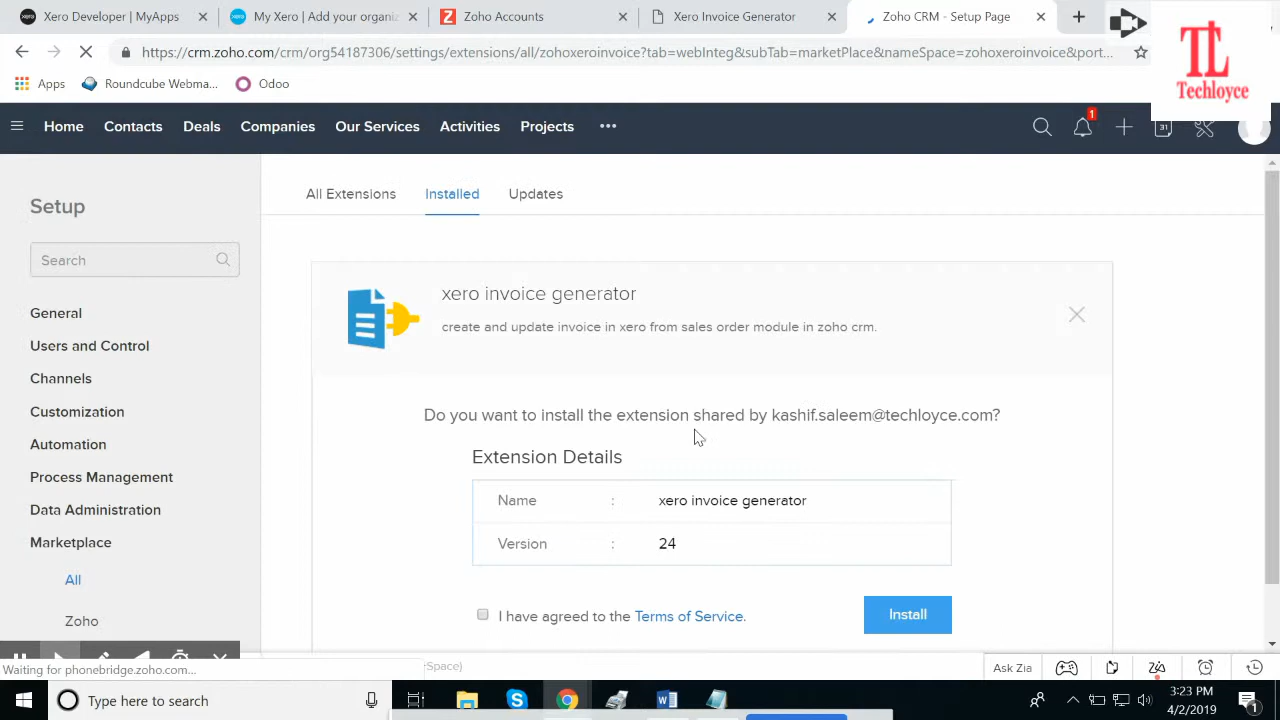 Xero Developer | MyApps
My Xero | Add your organiz
Zoho Accounts
Xero Invoice Generator
Zoho CRM - Setup Page
https://crm.zoho.com/crm/org54187306/settings/extensions/all/zohoxeroinvoice?tab=webInteg&subTab=marketPlace&nameSpace=zohoxeroinvoice&port...
Apps
Roundcube Webma...
Odoo
TL
Techloyce
Home
Contacts
Deals
Companies
Our Services
Activities
Projects
1
31
Setup
Search
General
Users and Control
Channels
Customization
Automation
Process Management
Data Administration
Marketplace
All
Zoho
All Extensions
Installed
Updates
xero invoice generator
create and update invoice in xero from sales order module in zoho crm.
Do you want to install the extension shared by kashif.saleem@techloyce.com?
Extension Details
Name : xero invoice generator
Version : 24
I have agreed to the Terms of Service.
Install
Waiting for phonebridge.zoho.com...
Space)
Ask Zia
Type here to search
3:23 PM
4/2/2019
1